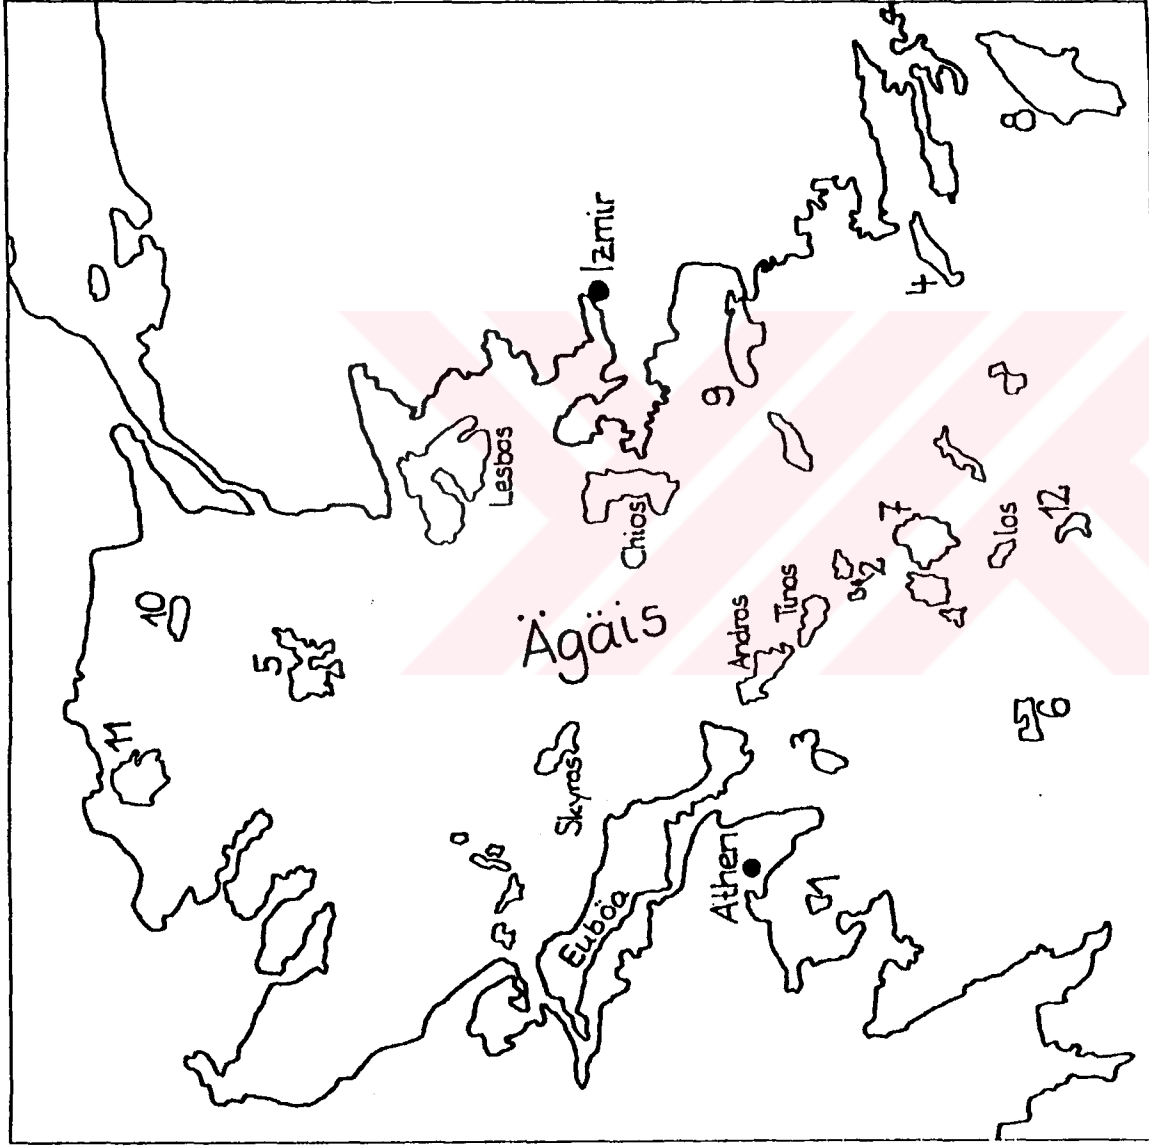 11
10
5
Lesbos
Skyros
Ägäis
Izmir
Euböa
Chios
9
Athen
Andros
Tinos
3
1
2
7
4
Ios
8
12
6